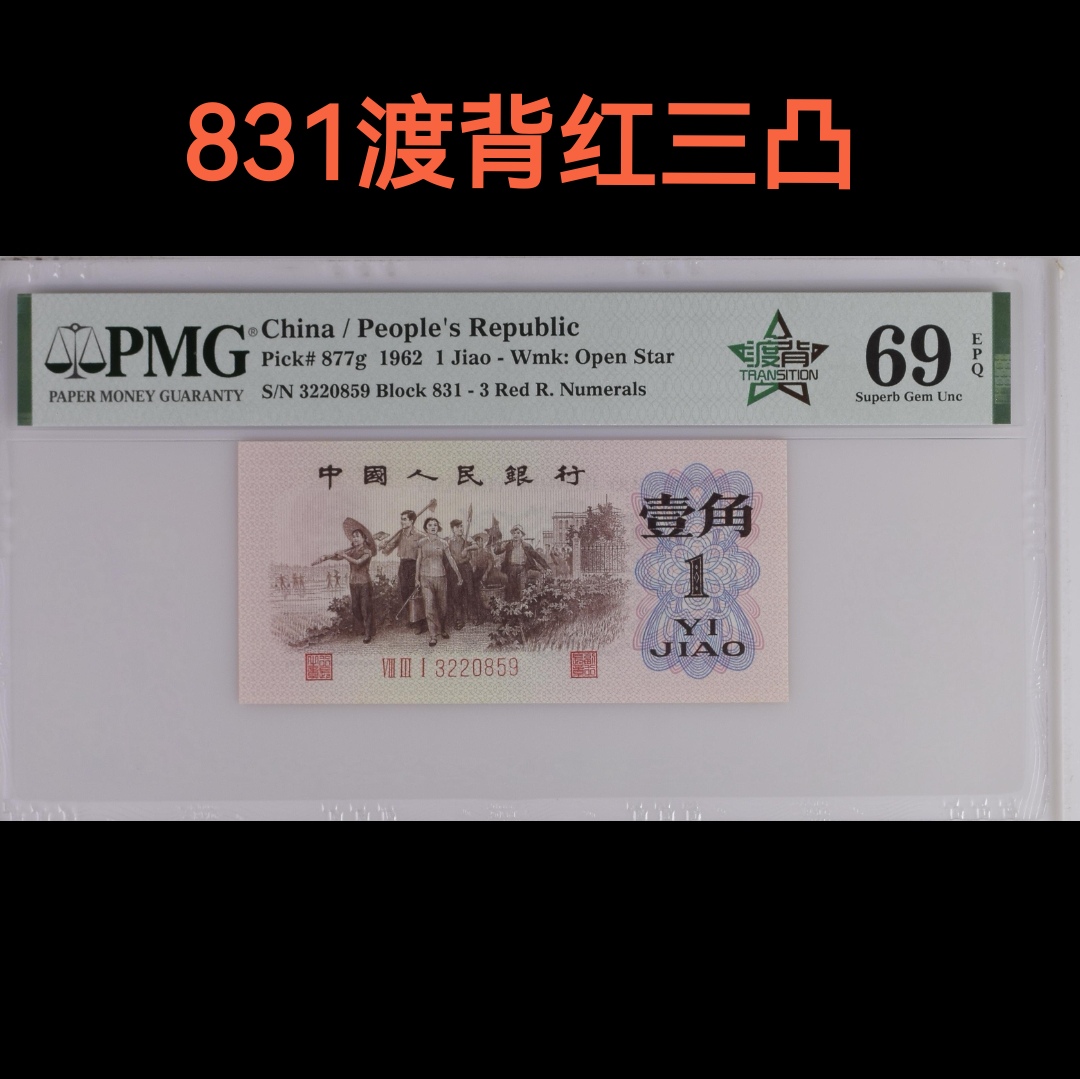 831渡背红三凸
PMG®
PAPER MONEY GUARANTY
China / People's Republic
Pick# 877g 1962 1 Jiao - Wmk: Open Star
S/N 3220859 Block 831 - 3 Red R. Numerals
渡背
TRANSITION
69
EPQ
Superb Gem Unc
中國人民銀行
壹角
1
YI
JIAO
VIII III I 3220859